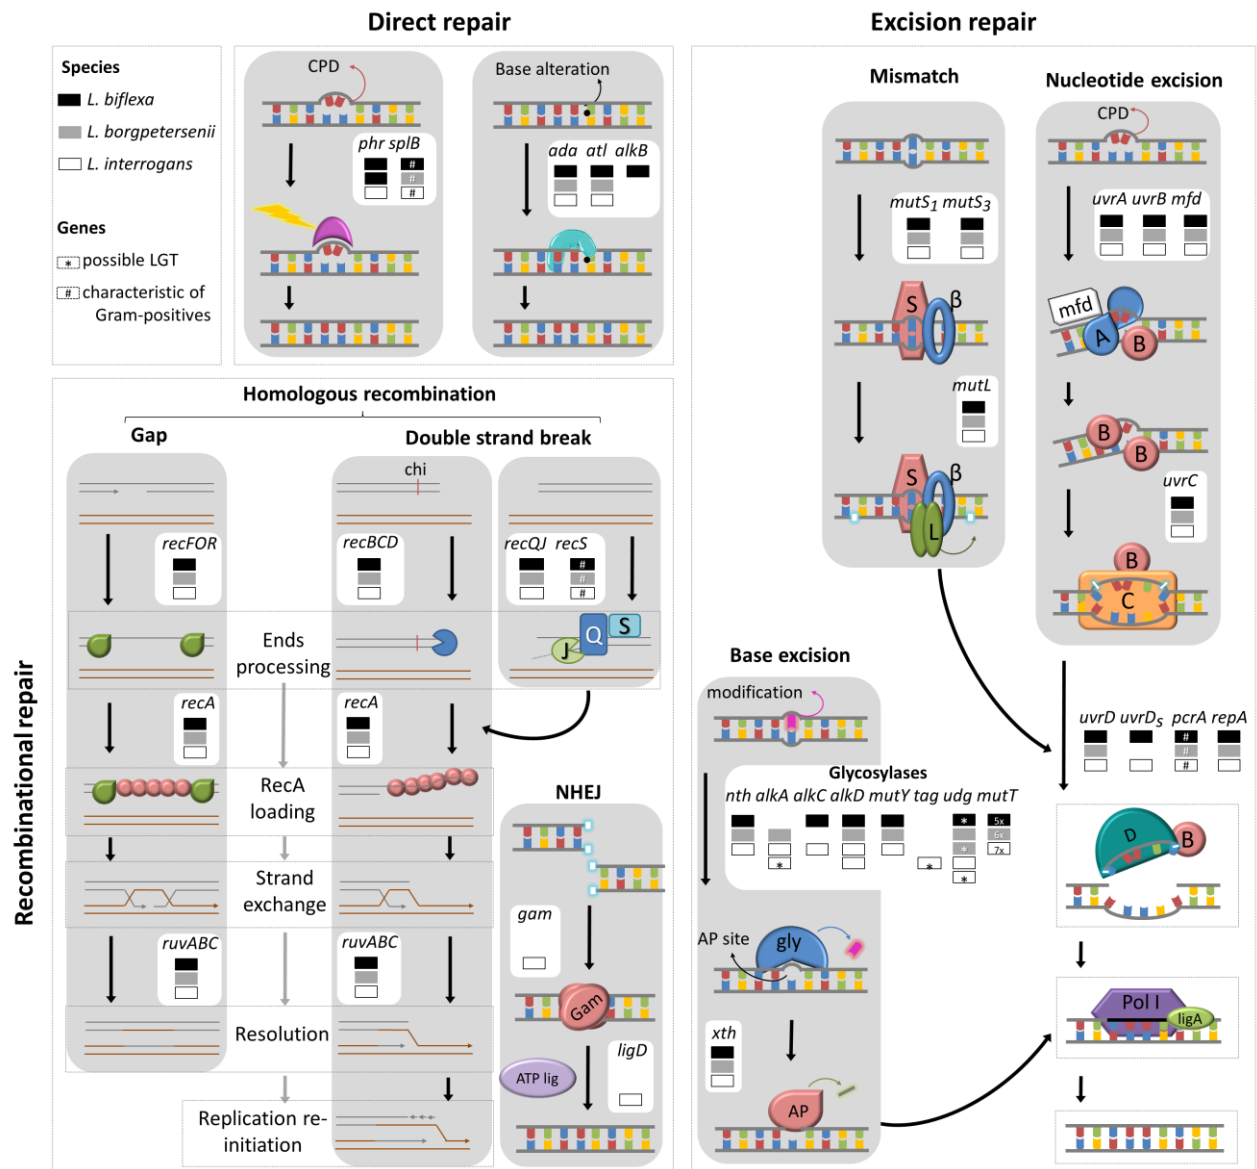 Direct repair
Excision repair
Species
L. biflexa
L. borgpetersenii
L. interrogans
Genes
* possible LGT
# characteristic of
Gram-positives
CPD
phr splB
#
#
#
Base alteration
ada atl alkB
Mismatch
mutS1 mutS3
S β
mutL
S β
L
Nucleotide excision
CPD
uvrA uvrB mfd
mfd
A B
B
B
uvrC
B
C
Recombinational repair
Homologous recombination
Gap
Double strand break
chi
recFOR
recBCD
recQJ recS
#
#
#
Ends
processing
J Q S
recA
recA
RecA
loading
Strand
exchange
ruvABC
ruvABC
Resolution
Replication re-
initiation
NHEJ
gam
Gam
ligD
ATP lig
Base excision
modification
Glycosylases
nth alkA alkC alkD mutY tag udg mutT
* 5x
6x
* 7x
* *
*
AP site
gly
xth
AP
uvrD uvrDs pcrA repA
#
#
#
D B
Pol I
ligA